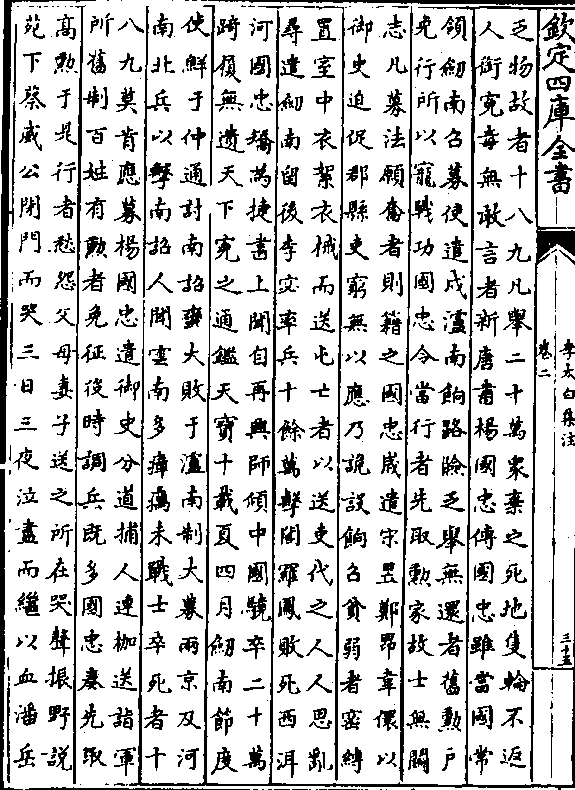 欽定四庫全書
李太白集注
卷二
三十五
乏物故者十八九凡舉二十萬衆棄之死地隻輪不返
人銜寃毒無敢言者新唐書楊國忠傳國忠雖當國常
領劒南召募使遣戍瀘南餉路險乏舉無還者舊勲戶
免行所以寵戰功國忠令當行者先取勲家故士無鬭
志凡募法願奮者則籍之國忠歲遣宋昱鄭昂韋儇以
御史迫促郡縣吏窮無以應乃詭設餉召貧弱者密縛
置室中衣絮衣械而送屯亡者以送吏代之人人思亂
尋遣劒南留後李宓率兵十餘萬擊閣羅鳳敗死西洱
河國忠矯為捷書上聞自再興師傾中國驍卒二十萬
踦屨無遺天下寃之通鑑天寶十載夏四月劒南節度
使鮮于仲通討南詔蠻大敗于瀘南制大募兩京及河
南北兵以擊南詔人聞雲南多瘴癘未戰士卒死者十
八九莫肯應募楊國忠遣御史分道捕人連枷送詣軍
所舊制百姓有勲者免征役時調兵既多國忠奏先取
高勲于是行者愁怨父母妻子送之所在哭聲振野說
苑下蔡威公閉門而哭三日三夜泣盡而繼以血潘岳